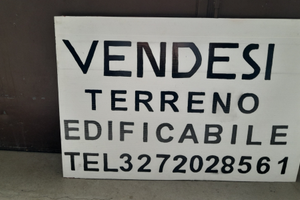 VENDESI
TERRENO
EDIFICABILE
TEL3272028561